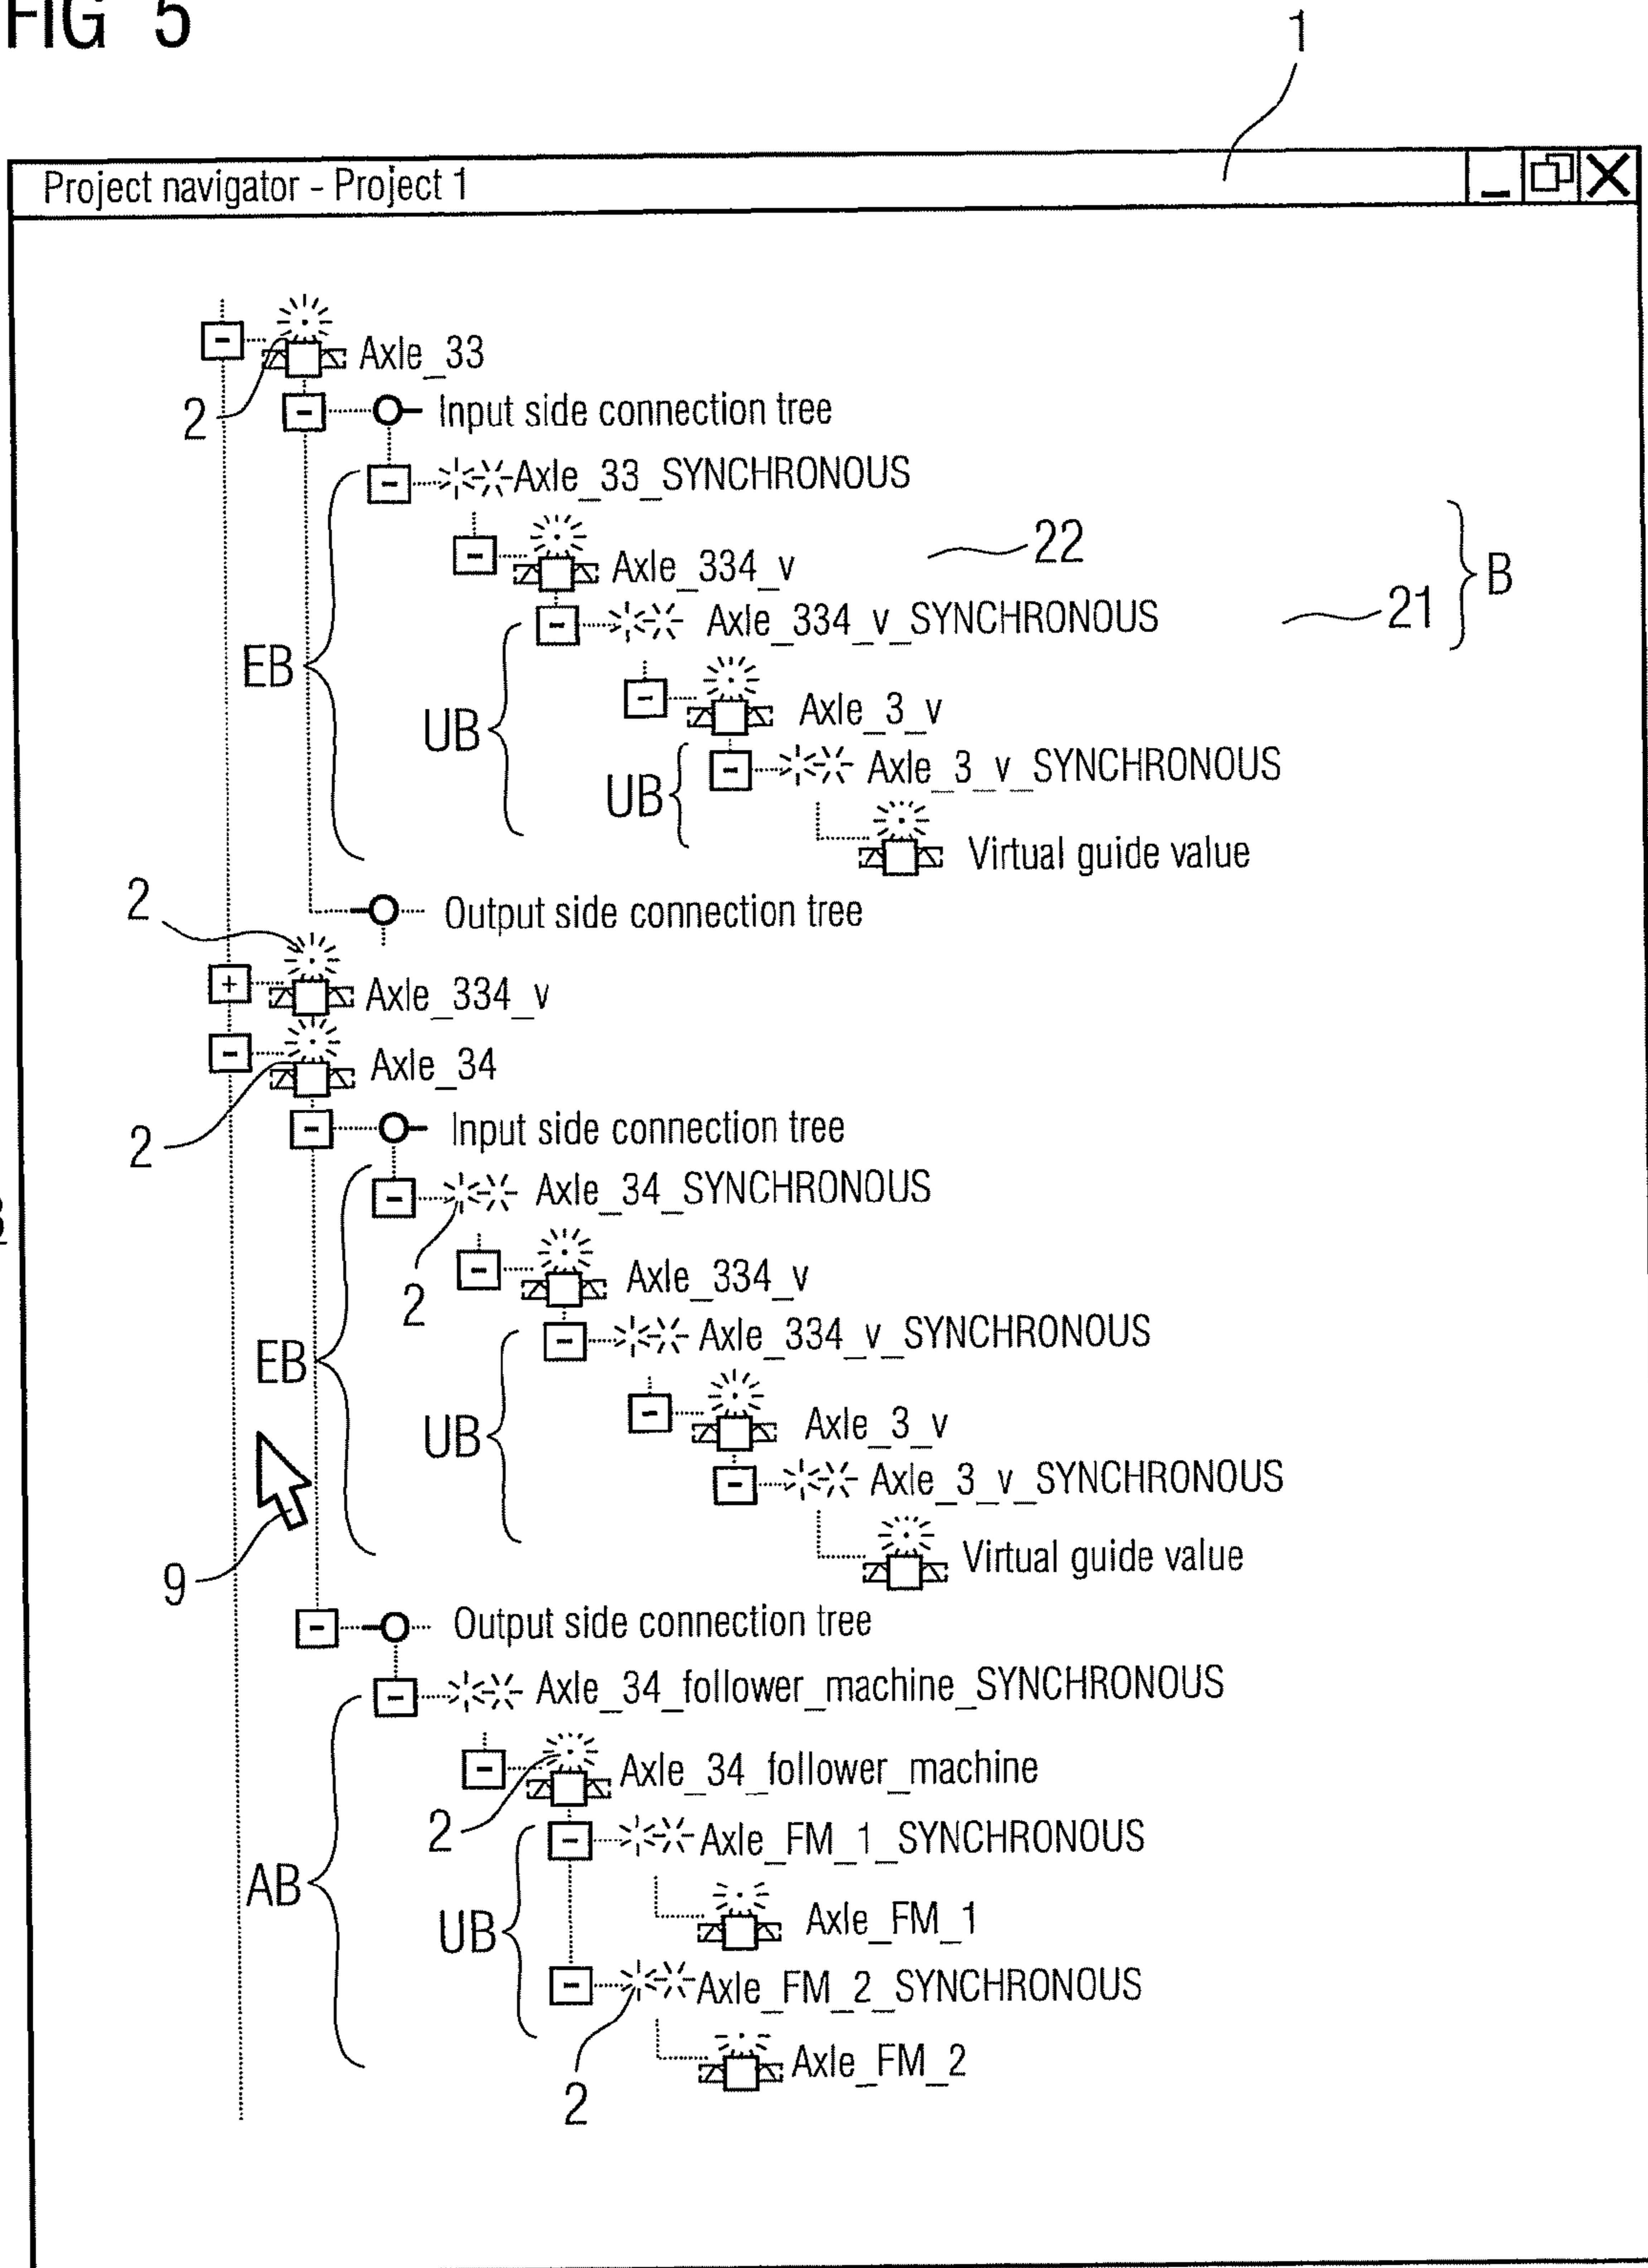 FIG 5
1
Project navigator - Project 1
Axle_33
2
Input side connection tree
Axle_33_SYNCHRONOUS
Axle_334_v
22
B
Axle_334_v_SYNCHRONOUS
21
EB
Axle_3_v
UB
Axle_3_v_SYNCHRONOUS
UB
Virtual guide value
2
Output side connection tree
+ Axle_334_v
Axle_34
2
Input side connection tree
Axle_34_SYNCHRONOUS
2
Axle_334_v
Axle_334_v_SYNCHRONOUS
EB
Axle_3_v
UB
Axle_3_v_SYNCHRONOUS
Virtual guide value
9
Output side connection tree
Axle_34_follower_machine_SYNCHRONOUS
Axle_34_follower_machine
2
Axle_FM_1_SYNCHRONOUS
AB
Axle_FM_1
UB
Axle_FM_2_SYNCHRONOUS
Axle_FM_2
2